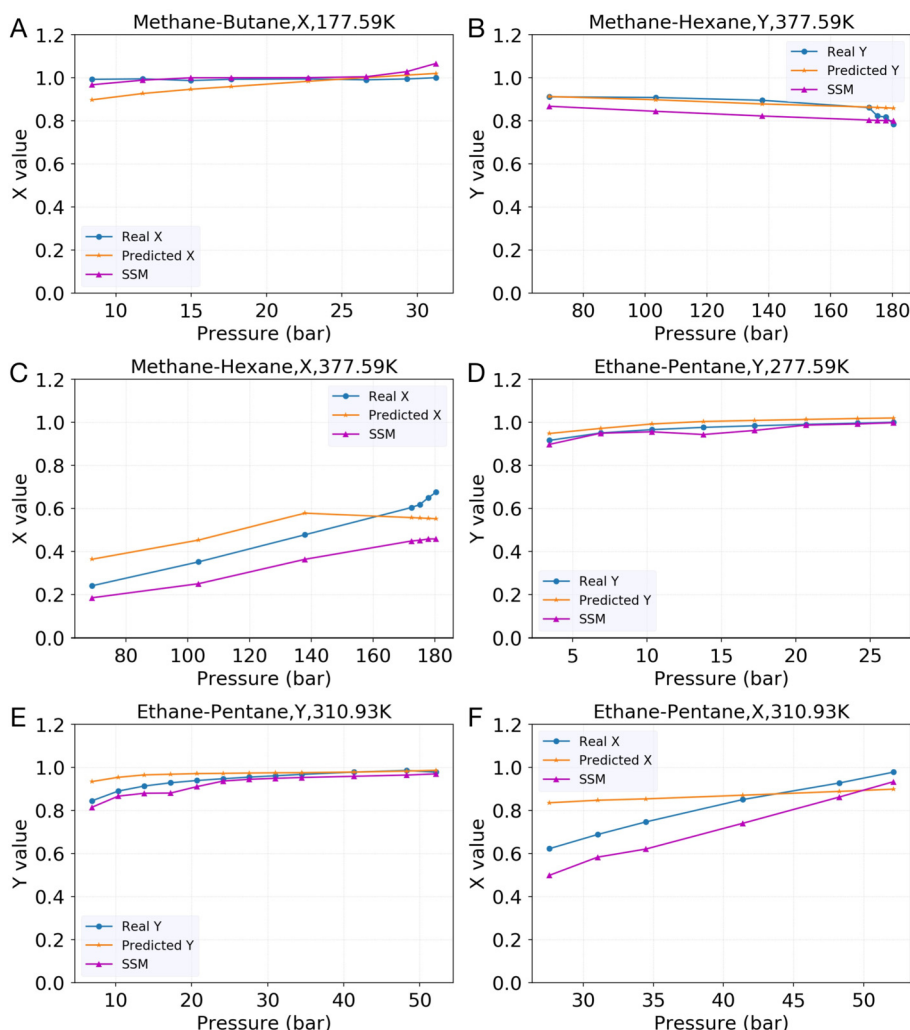 A
Methane-Butane,X,177.59K
1.2
1.0
0.8
0.6
0.4
0.2
0.0
X value
Real X
Predicted X
SSM
10 15 20 25 30
Pressure (bar)
B
Methane-Hexane,Y,377.59K
1.2
1.0
0.8
0.6
0.4
0.2
0.0
Y value
Real Y
Predicted Y
SSM
80 100 120 140 160 180
Pressure (bar)
C
Methane-Hexane,X,377.59K
1.2
1.0
0.8
0.6
0.4
0.2
0.0
X value
Real X
Predicted X
SSM
80 100 120 140 160 180
Pressure (bar)
D
Ethane-Pentane,Y,277.59K
1.2
1.0
0.8
0.6
0.4
0.2
0.0
Y value
Real Y
Predicted Y
SSM
5 10 15 20 25
Pressure (bar)
E
Ethane-Pentane,Y,310.93K
1.2
1.0
0.8
0.6
0.4
0.2
0.0
Y value
Real Y
Predicted Y
SSM
10 20 30 40 50
Pressure (bar)
F
Ethane-Pentane,X,310.93K
1.2
1.0
0.8
0.6
0.4
0.2
0.0
X value
Real X
Predicted X
SSM
30 35 40 45 50
Pressure (bar)